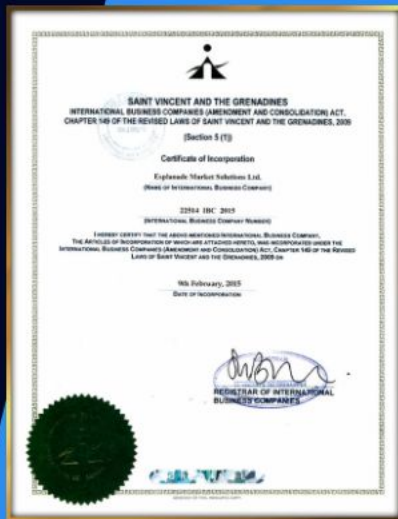 SAINT VINCENT AND THE GRENADINES
INTERNATIONAL BUSINESS COMPANIES (AMENDMENT AND CONSOLIDATION) ACT,
CHAPTER 149 OF THE REVISED LAWS OF SAINT VINCENT AND THE GRENADINES, 2009
[Section 5 (1)]
Certificate of Incorporation
Esplanade Market Solutions Ltd.
(NAME OF INTERNATIONAL BUSINESS COMPANY)
22514 IBC 2015
(INTERNATIONAL BUSINESS COMPANY NUMBER)
I HEREBY CERTIFY THAT THE ABOVE-MENTIONED INTERNATIONAL BUSINESS COMPANY,
THE ARTICLES OF INCORPORATION OF WHICH ARE ATTACHED HERETO, WAS INCORPORATED UNDER THE
INTERNATIONAL BUSINESS COMPANIES (AMENDMENT AND CONSOLIDATION) ACT, CHAPTER 149 OF THE REVISED
LAWS OF SAINT VINCENT AND THE GRENADINES, 2009 ON
9th February, 2015
DATE OF INCORPORATION
REGISTRAR OF INTERNATIONAL
BUSINESS COMPANIES